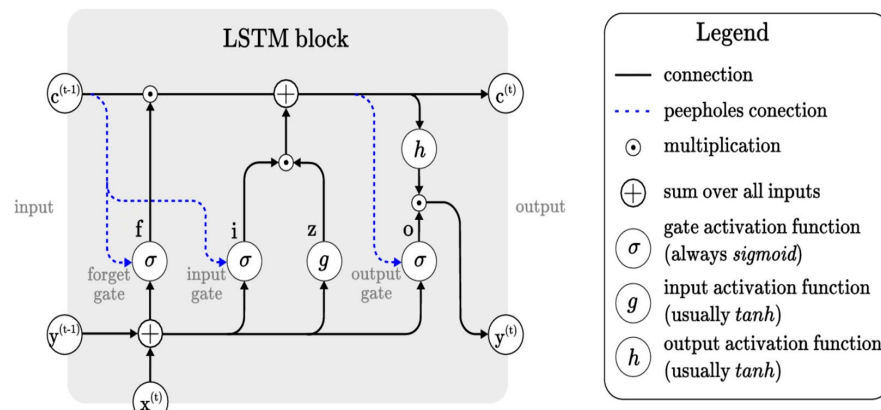 LSTM block
c(t-1)
c(t)
h
input
output
f
i
z
o
σ
σ
g
σ
forget
gate
input
gate
output
gate
y(t-1)
y(t)
x(t)
Legend
connection
peepholes conection
multiplication
sum over all inputs
σ
gate activation function
(always sigmoid)
g
input activation function
(usually tanh)
h
output activation function
(usually tanh)